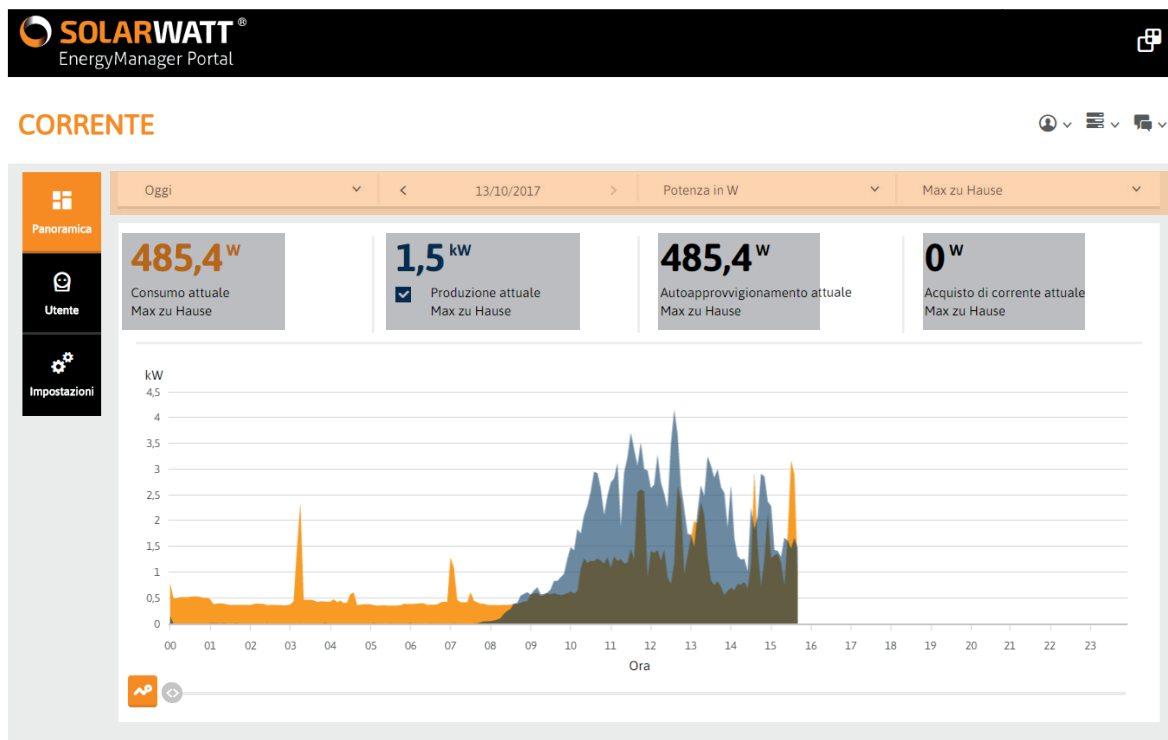 SOLARWATT®
EnergyManager Portal
CORRENTE
Oggi
13/10/2017
Potenza in W
Max zu Hause
Panoramica
Utente
Impostazioni
485,4 W
Consumo attuale
Max zu Hause
1,5 kW
Produzione attuale
Max zu Hause
485,4 W
Autoapprovvigionamento attuale
Max zu Hause
0 W
Acquisto di corrente attuale
Max zu Hause
kW
4,5
4
3,5
3
2,5
2
1,5
1
0,5
0
00 01 02 03 04 05 06 07 08 09 10 11 12 13 14 15 16 17 18 19 20 21 22 23
Ora